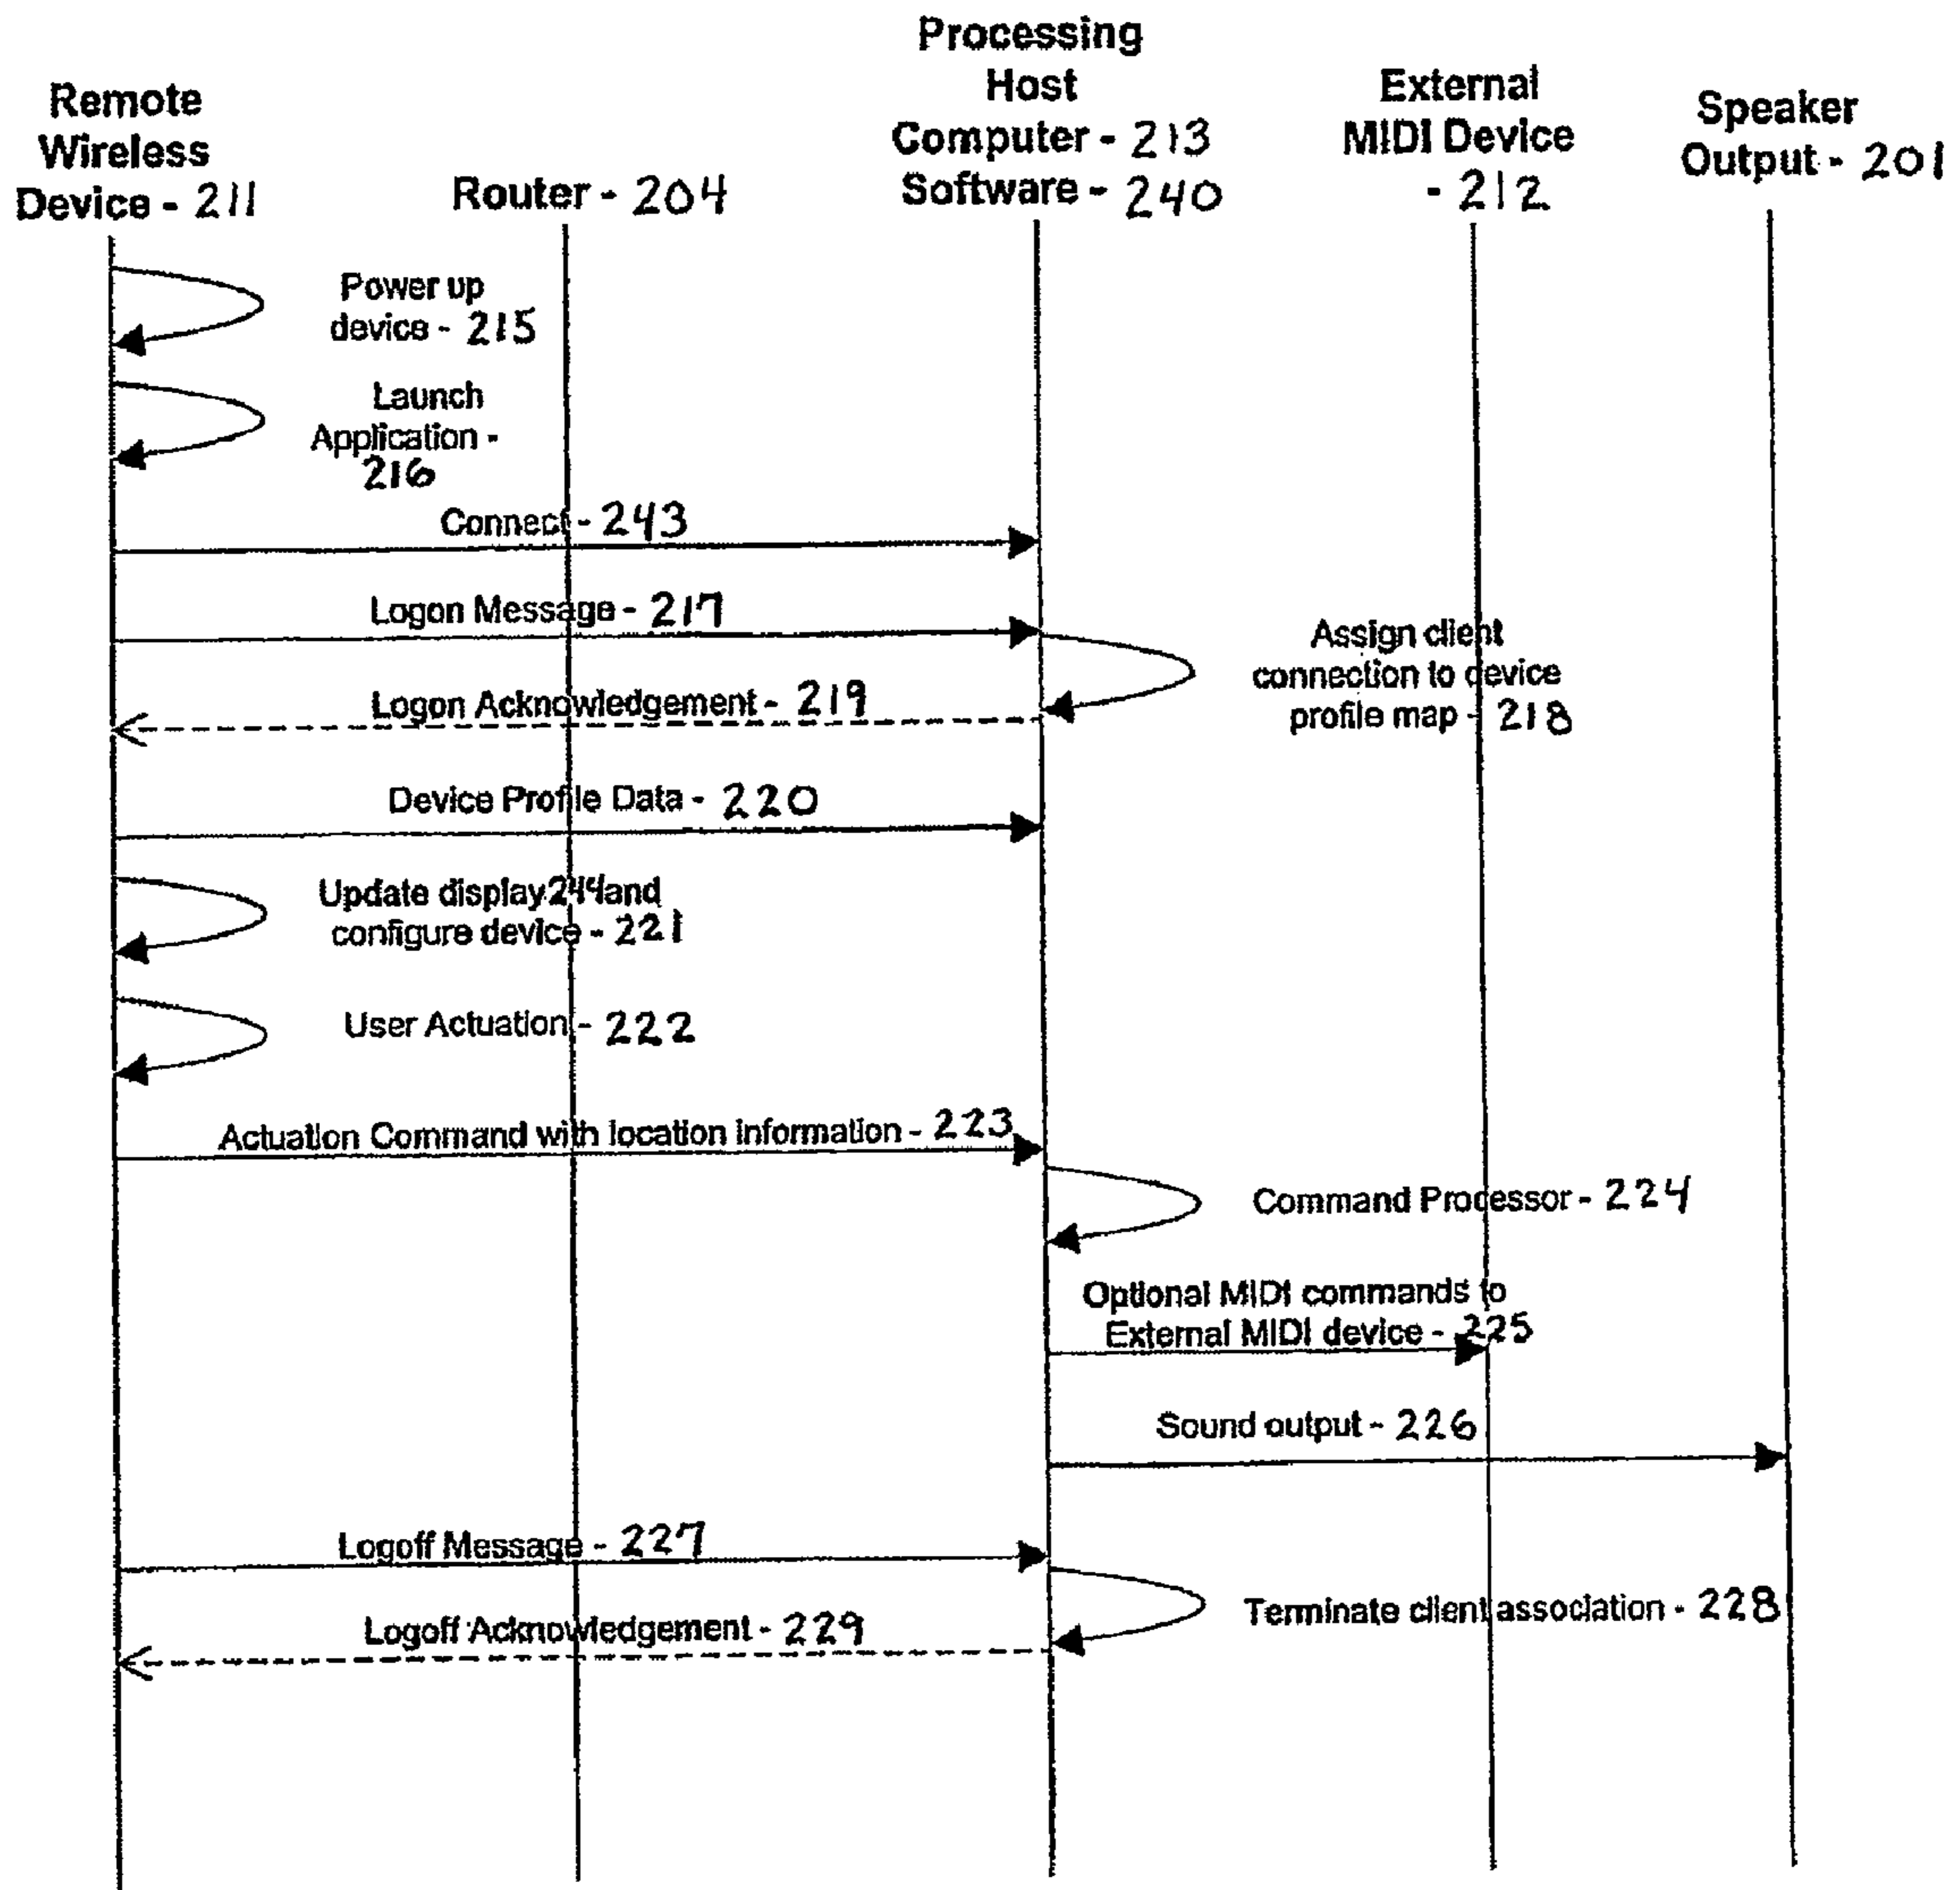 Remote
Wireless
Device - 211
Router - 204
Processing
Host
Computer - 213
Software - 240
External
MIDI Device
- 212
Speaker
Output - 201
Power up
device - 215
Launch
Application -
216
Connect - 243
Logon Message - 217
Assign client
connection to device
profile map - 218
Logon Acknowledgement - 219
Device Profile Data - 220
Update display 244 and
configure device - 221
User Actuation - 222
Actuation Command with location information - 223
Command Processor - 224
Optional MIDI commands to
External MIDI device - 225
Sound output - 226
Logoff Message - 227
Terminate client association - 228
Logoff Acknowledgement - 229